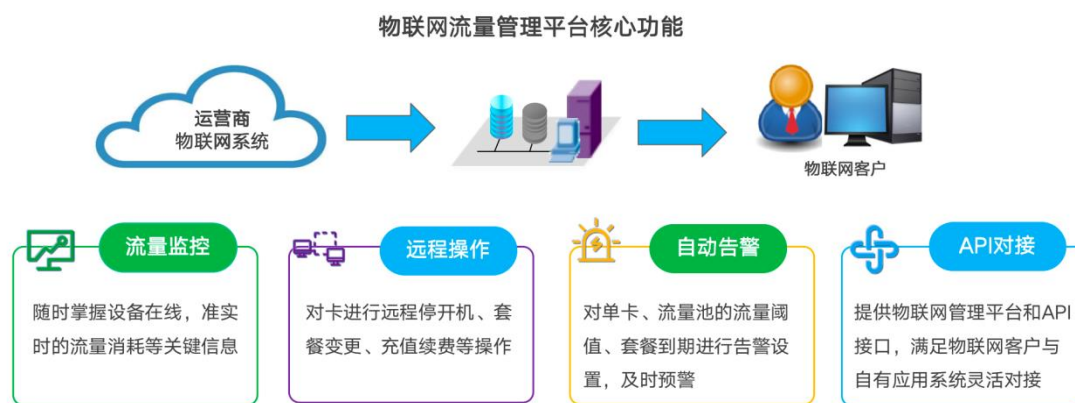 物联网流量管理平台核心功能
运营商
物联网系统
物联网客户
流量监控
随时掌握设备在线，准实
时的流量消耗等关键信息
远程操作
对卡进行远程停开机、套
餐变更、充值续费等操作
自动告警
对单卡、流量池的流量阈
值、套餐到期进行告警设
置，及时预警
API对接
提供物联网管理平台和API
接口，满足物联网客户与
自有应用系统灵活对接